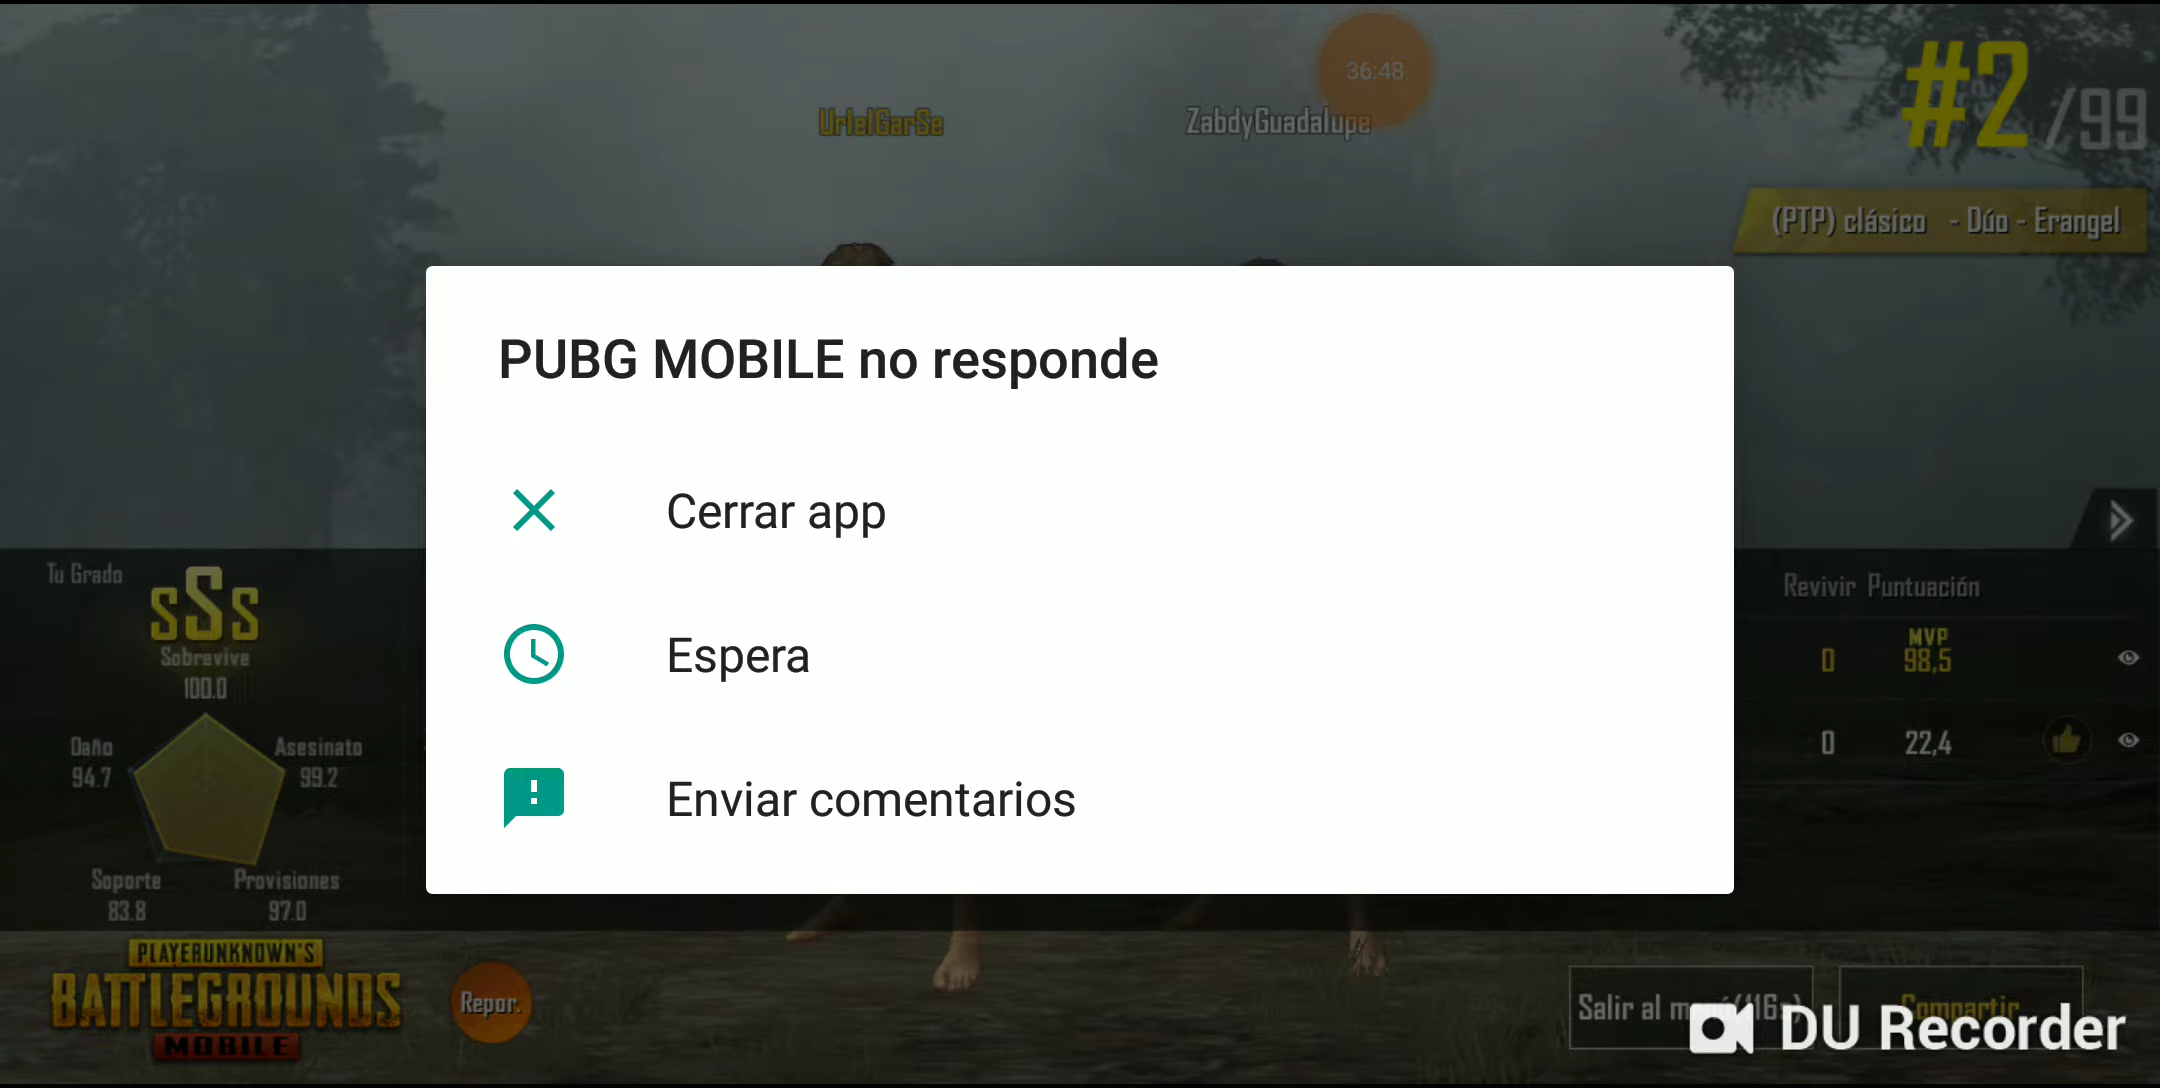 36:48
UrielGarSe
ZabdyGuadalupe
#2/99
(PTP) clásico - Dúo - Erangel
PUBG MOBILE no responde
Cerrar app
Espera
Enviar comentarios
Tu Grado
SSS
Sobrevive
100.0
Daño
94.7
Asesinato
99.2
Soporte
83.8
Provisiones
97.0
Revivir Puntuación
MVP
0 98,5
0 22,4
PLAYERUNKNOWN'S
BATTLEGROUNDS
MOBILE
Repor.
Salir al
Compartir
DU Recorder